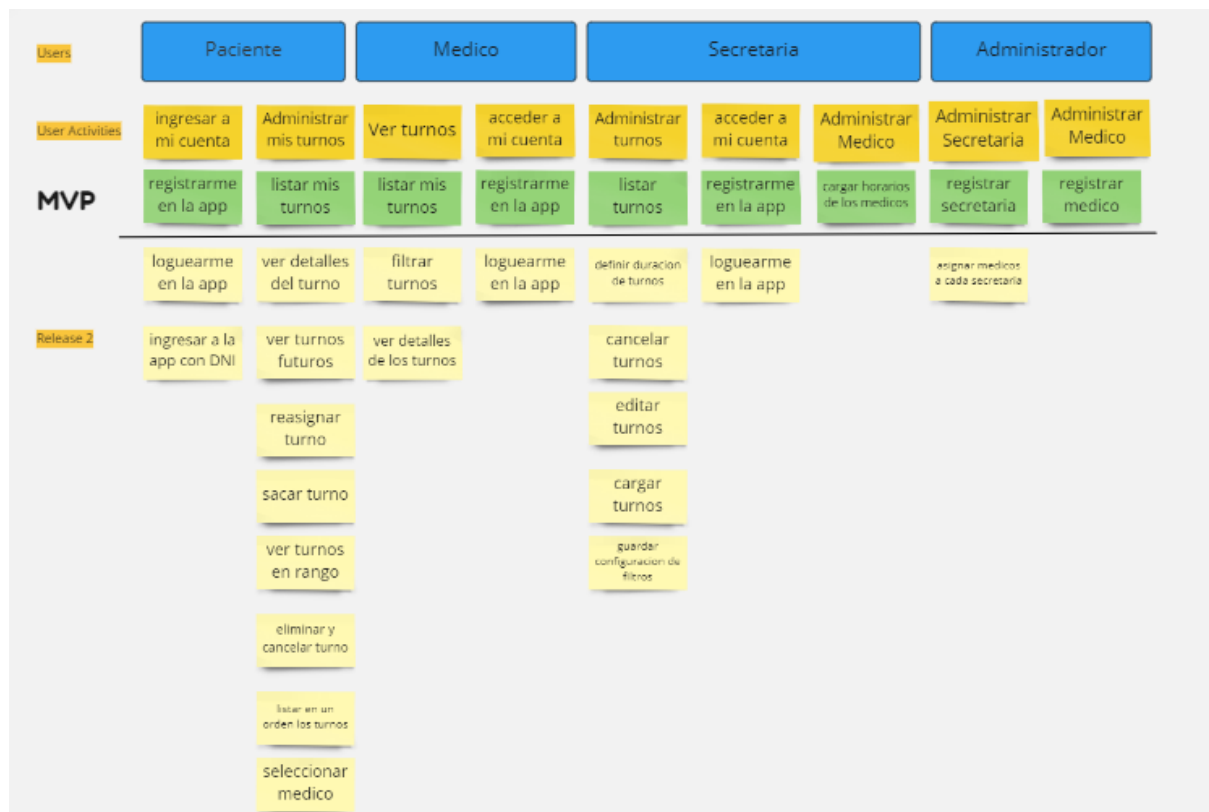 Users
Paciente
Medico
Secretaria
Administrador
User Activities
ingresar a
mi cuenta
Administrar
mis turnos
Ver turnos
acceder a
mi cuenta
Administrar
turnos
acceder a
mi cuenta
Administrar
Medico
Administrar
Secretaria
Administrar
Medico
MVP
registrarme
en la app
listar mis
turnos
listar mis
turnos
registrarme
en la app
listar
turnos
registrarme
en la app
cargar horarios
de los medicos
registrar
secretaria
registrar
medico
loguearme
en la app
ver detalles
del turno
filtrar
turnos
loguearme
en la app
definir duracion
de turnos
loguearme
en la app
asignar medicos
a cada secretaria
Release 2
ingresar a la
app con DNI
ver turnos
futuros
ver detalles
de los turnos
cancelar
turnos
reasignar
turno
editar
turnos
sacar turno
cargar
turnos
ver turnos
en rango
guardar
configuracion de
filtros
eliminar y
cancelar turno
listar en un
orden los turnos
seleccionar
medico